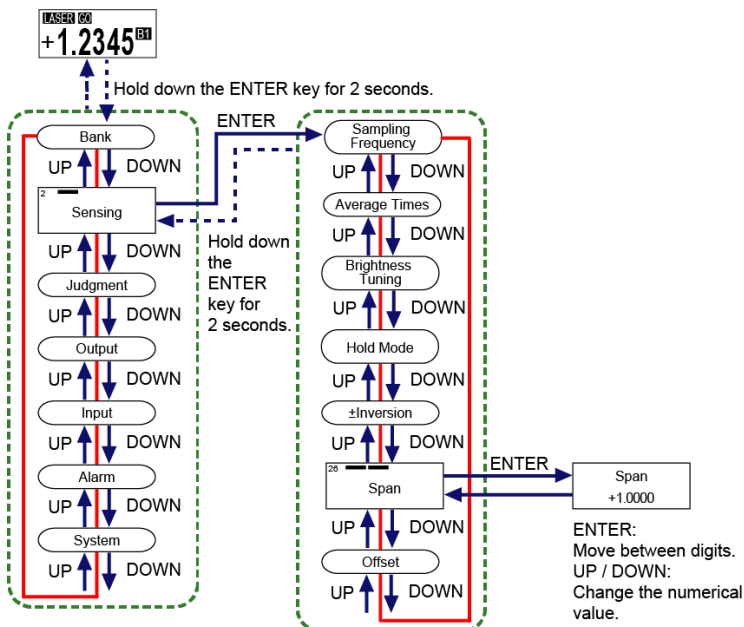 LASER GO
+1.2345 B1
Hold down the ENTER key for 2 seconds.
Bank
UP DOWN
2
Sensing
UP DOWN
Judgment
UP DOWN
Output
UP DOWN
Input
UP DOWN
Alarm
UP DOWN
System
UP DOWN
ENTER
Hold down
the
ENTER
key for
2 seconds.
Sampling
Frequency
UP DOWN
Average Times
UP DOWN
Brightness
Tuning
UP DOWN
Hold Mode
UP DOWN
±Inversion
UP DOWN
26
Span
UP DOWN
Offset
UP DOWN
ENTER
Span
+1.0000
ENTER:
Move between digits.
UP / DOWN:
Change the numerical
value.